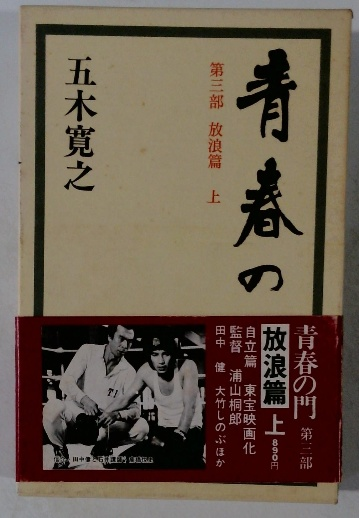 青春の
第三部 放浪篇 上
五木寛之
青春の門 第三部
放浪篇 上 890円
自立篇 東宝映画化
監督 浦山桐郎
田中 健 大竹しのぶほか